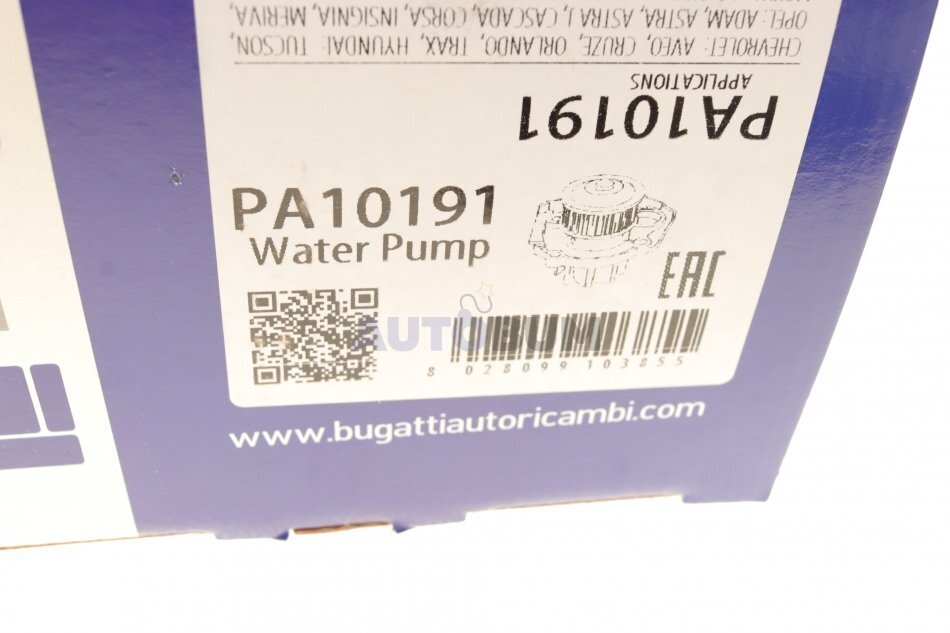 PA10191
APPLICATIONS
CHEVROLET: AVEO, CRUZE, ORLANDO, TRAX, HYUNDAI: TUCSON,
OPEL: ADAM, ASTRA, ASTRA J, CASCADA, CORSA, INSIGNIA, MERIVA,
PA10191
Water Pump
EAC
AUTOBUM
8 028099 103855
www.bugattiautoricambi.com